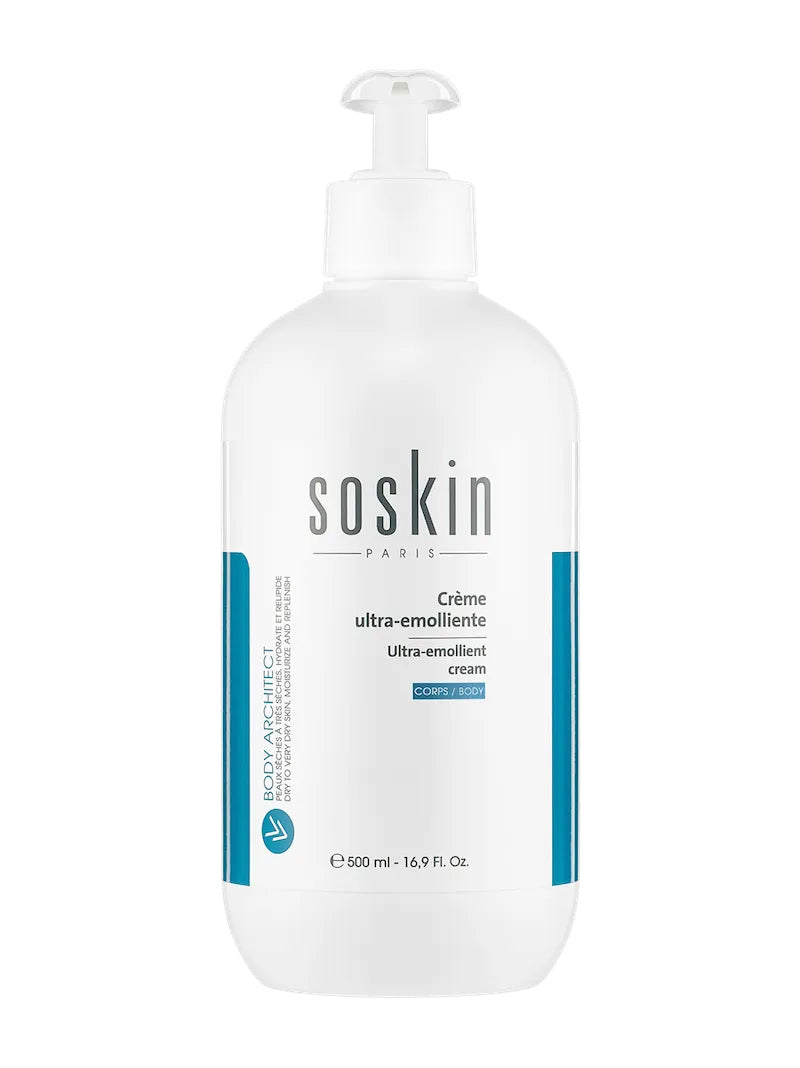 soskin
PARIS
Crème
ultra-emolliente
Ultra-emollient
cream
CORPS / BODY
BODY ARCHITECT
PEAUX SÈCHES À TRÈS SÈCHES, HYDRATE ET RELIPIDE
DRY TO VERY DRY SKIN, MOISTURIZE AND REPLENISH
℮ 500 ml - 16,9 Fl. Oz.